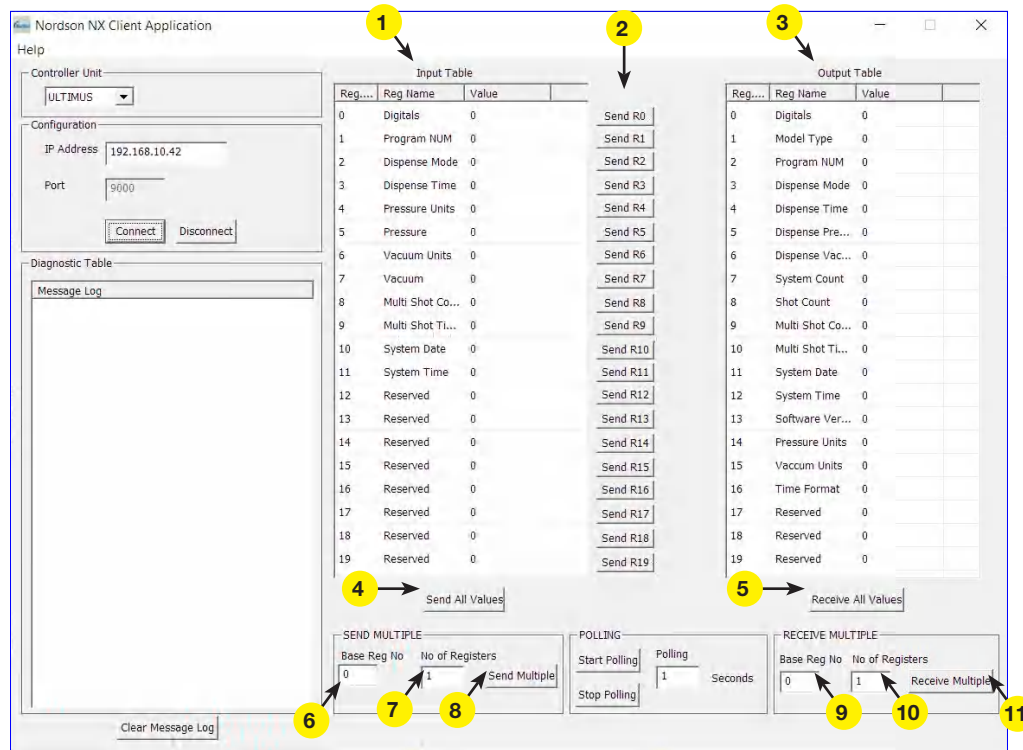 Nordson NX Client Application
Help
1
2
3
Controller Unit
ULTIMUS
Configuration
IP Address 192.168.10.42
Port 9000
Connect Disconnect
Diagnostic Table
Message Log
Clear Message Log
Input Table
Reg.... Reg Name Value
0 Digitals 0
1 Program NUM 0
2 Dispense Mode 0
3 Dispense Time 0
4 Pressure Units 0
5 Pressure 0
6 Vacuum Units 0
7 Vacuum 0
8 Multi Shot Co... 0
9 Multi Shot Ti... 0
10 System Date 0
11 System Time 0
12 Reserved 0
13 Reserved 0
14 Reserved 0
15 Reserved 0
16 Reserved 0
17 Reserved 0
18 Reserved 0
19 Reserved 0
Send R0
Send R1
Send R2
Send R3
Send R4
Send R5
Send R6
Send R7
Send R8
Send R9
Send R10
Send R11
Send R12
Send R13
Send R14
Send R15
Send R16
Send R17
Send R18
Send R19
Output Table
Reg.... Reg Name Value
0 Digitals 0
1 Model Type 0
2 Program NUM 0
3 Dispense Mode 0
4 Dispense Time 0
5 Dispense Pre... 0
6 Dispense Vac... 0
7 System Count 0
8 Shot Count 0
9 Multi Shot Co... 0
10 Multi Shot Ti... 0
11 System Date 0
12 System Time 0
13 Software Ver... 0
14 Pressure Units 0
15 Vaccum Units 0
16 Time Format 0
17 Reserved 0
18 Reserved 0
19 Reserved 0
4
Send All Values
5
Receive All Values
SEND MULTIPLE
Base Reg No No of Registers
0 1 Send Multiple
6
7
8
POLLING
Start Polling Polling
1 Seconds
Stop Polling
RECEIVE MULTIPLE
Base Reg No No of Registers
0 1 Receive Multiple
9
10
11